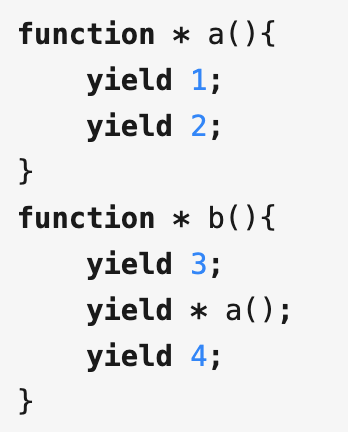 function * a(){
    yield 1;
    yield 2;
}
function * b(){
    yield 3;
    yield * a();
    yield 4;
}